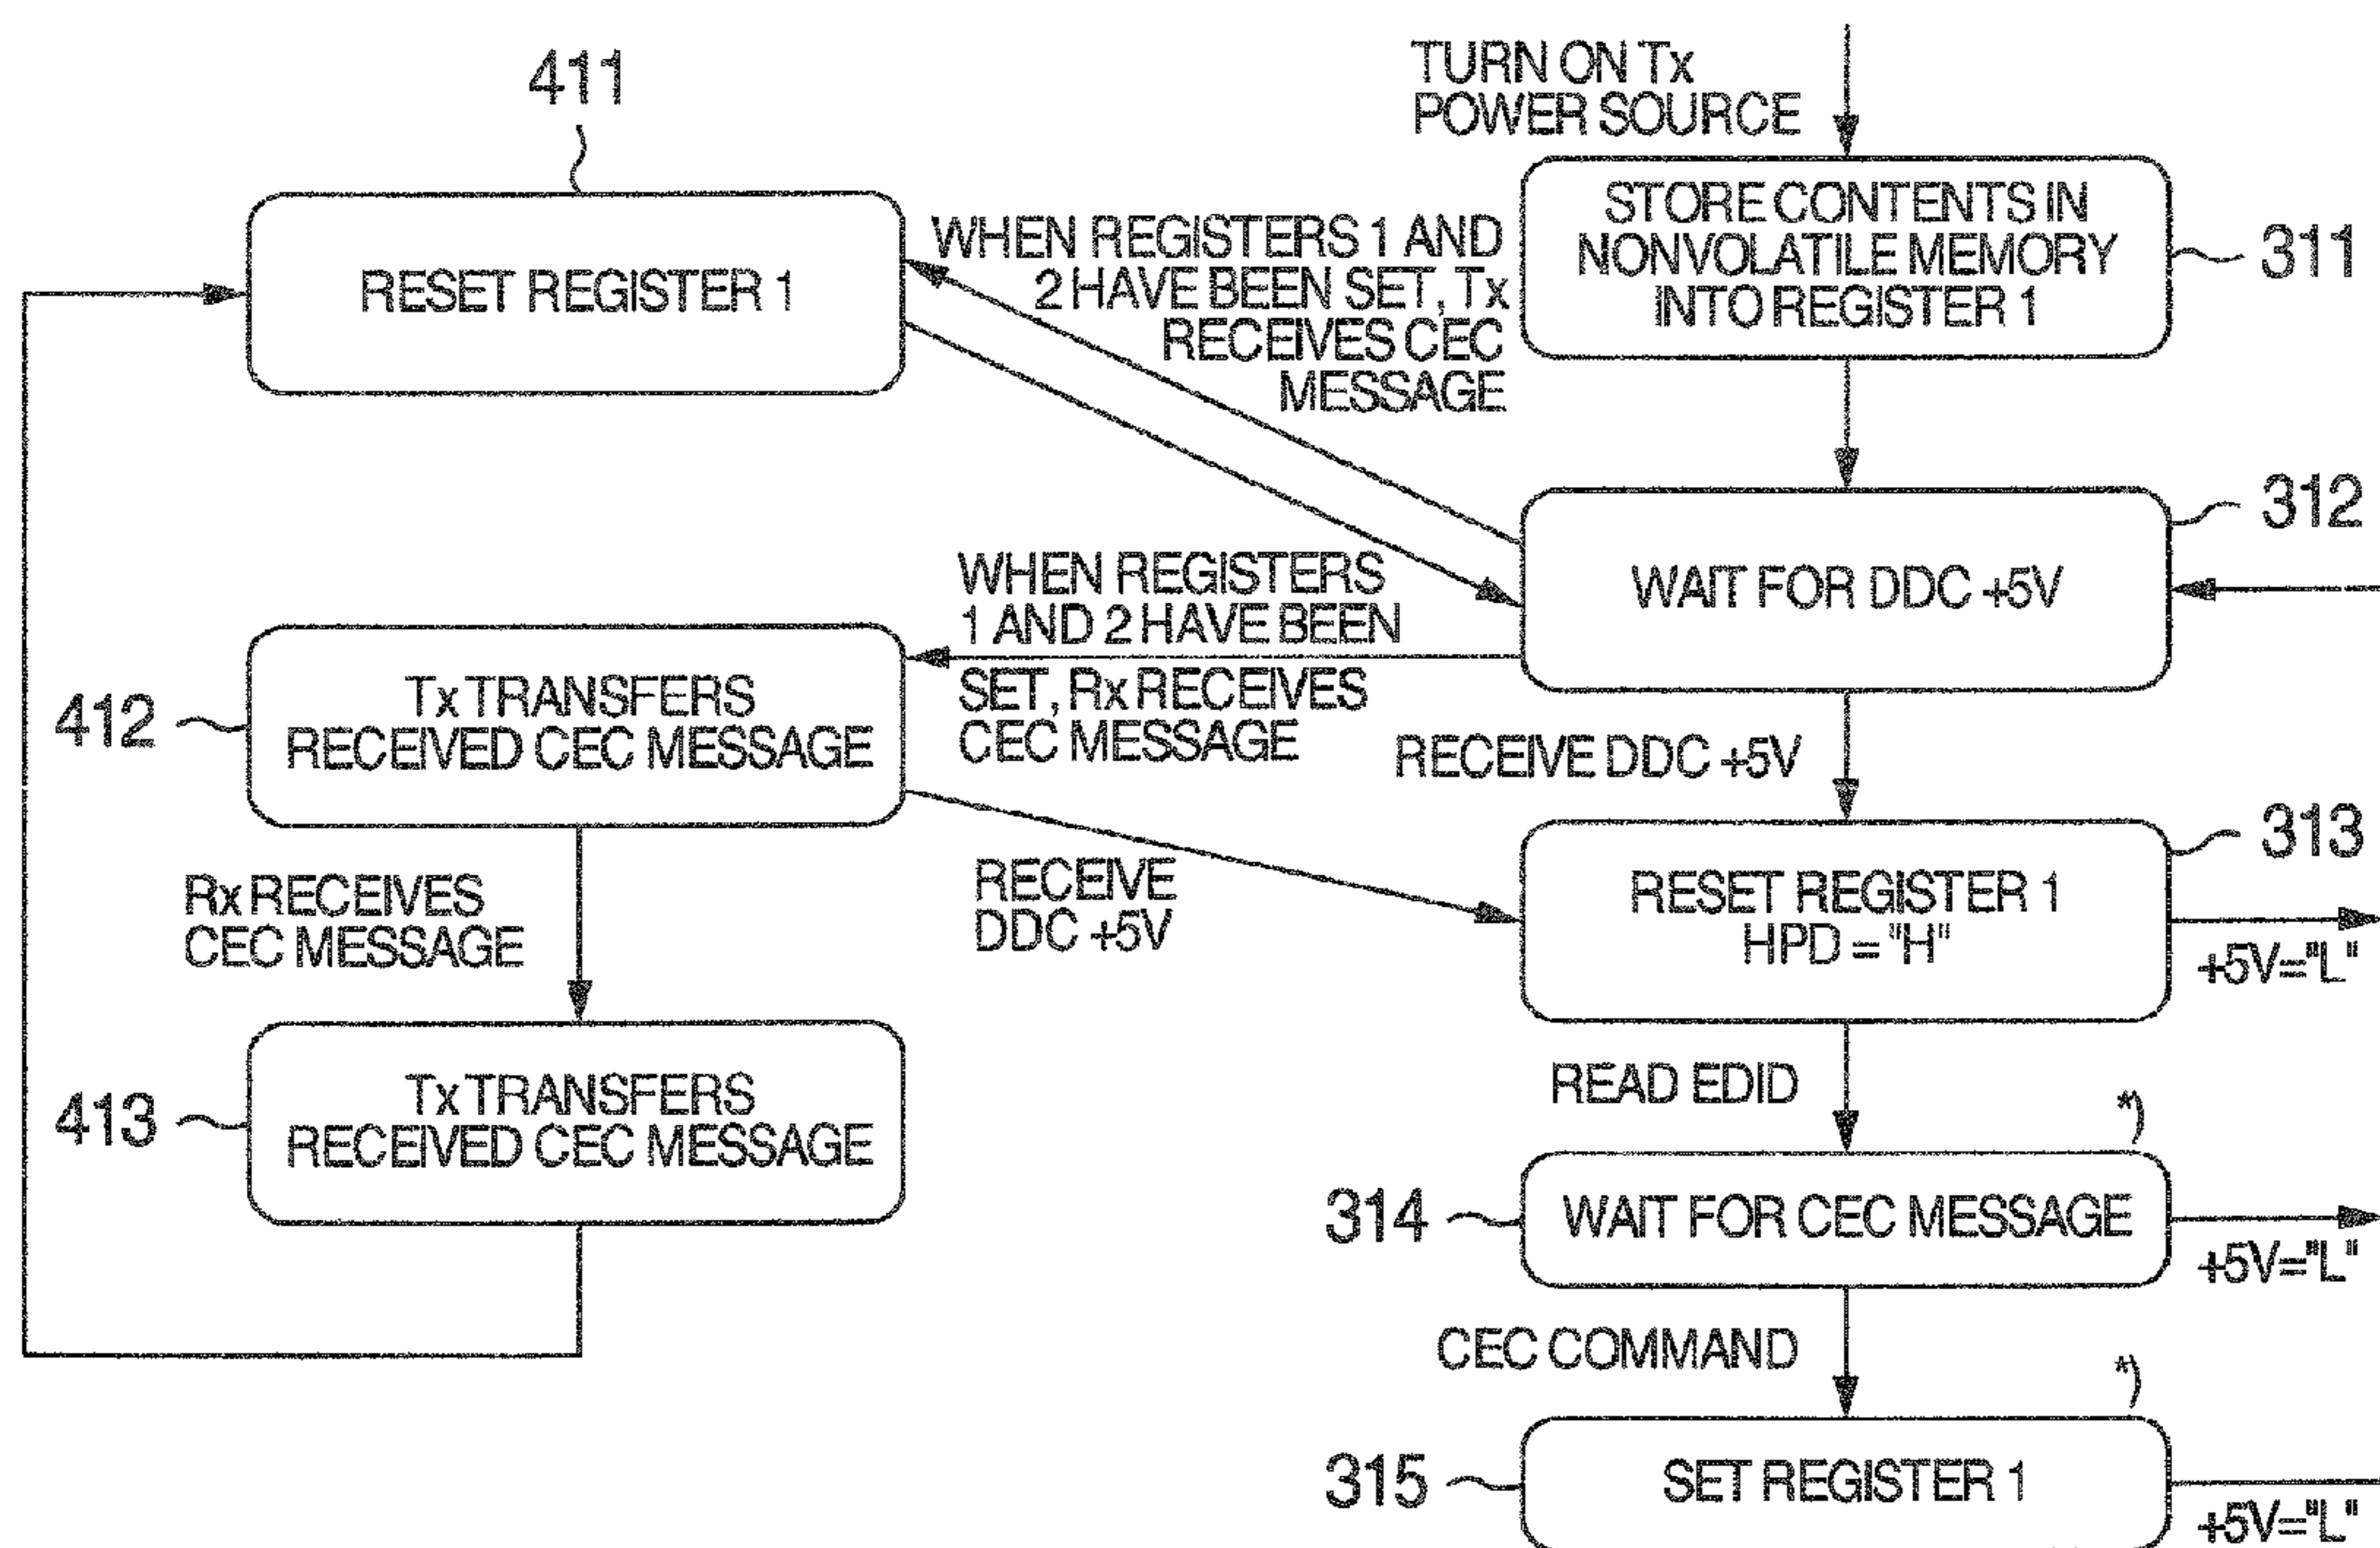 TURN ON Tx
POWER SOURCE
411
RESET REGISTER 1
WHEN REGISTERS 1 AND
2 HAVE BEEN SET, Tx
RECEIVES CEC
MESSAGE
STORE CONTENTS IN
NONVOLATILE MEMORY
INTO REGISTER 1
311
312
WAIT FOR DDC +5V
WHEN REGISTERS
1 AND 2 HAVE BEEN
SET, Rx RECEIVES
CEC MESSAGE
412
Tx TRANSFERS
RECEIVED CEC MESSAGE
RECEIVE DDC +5V
313
RESET REGISTER 1
HPD = "H"
+5V="L"
RECEIVE
DDC +5V
Rx RECEIVES
CEC MESSAGE
413
Tx TRANSFERS
RECEIVED CEC MESSAGE
READ EDID
*)
314
WAIT FOR CEC MESSAGE
+5V="L"
CEC COMMAND
*)
315
SET REGISTER 1
+5V="L"